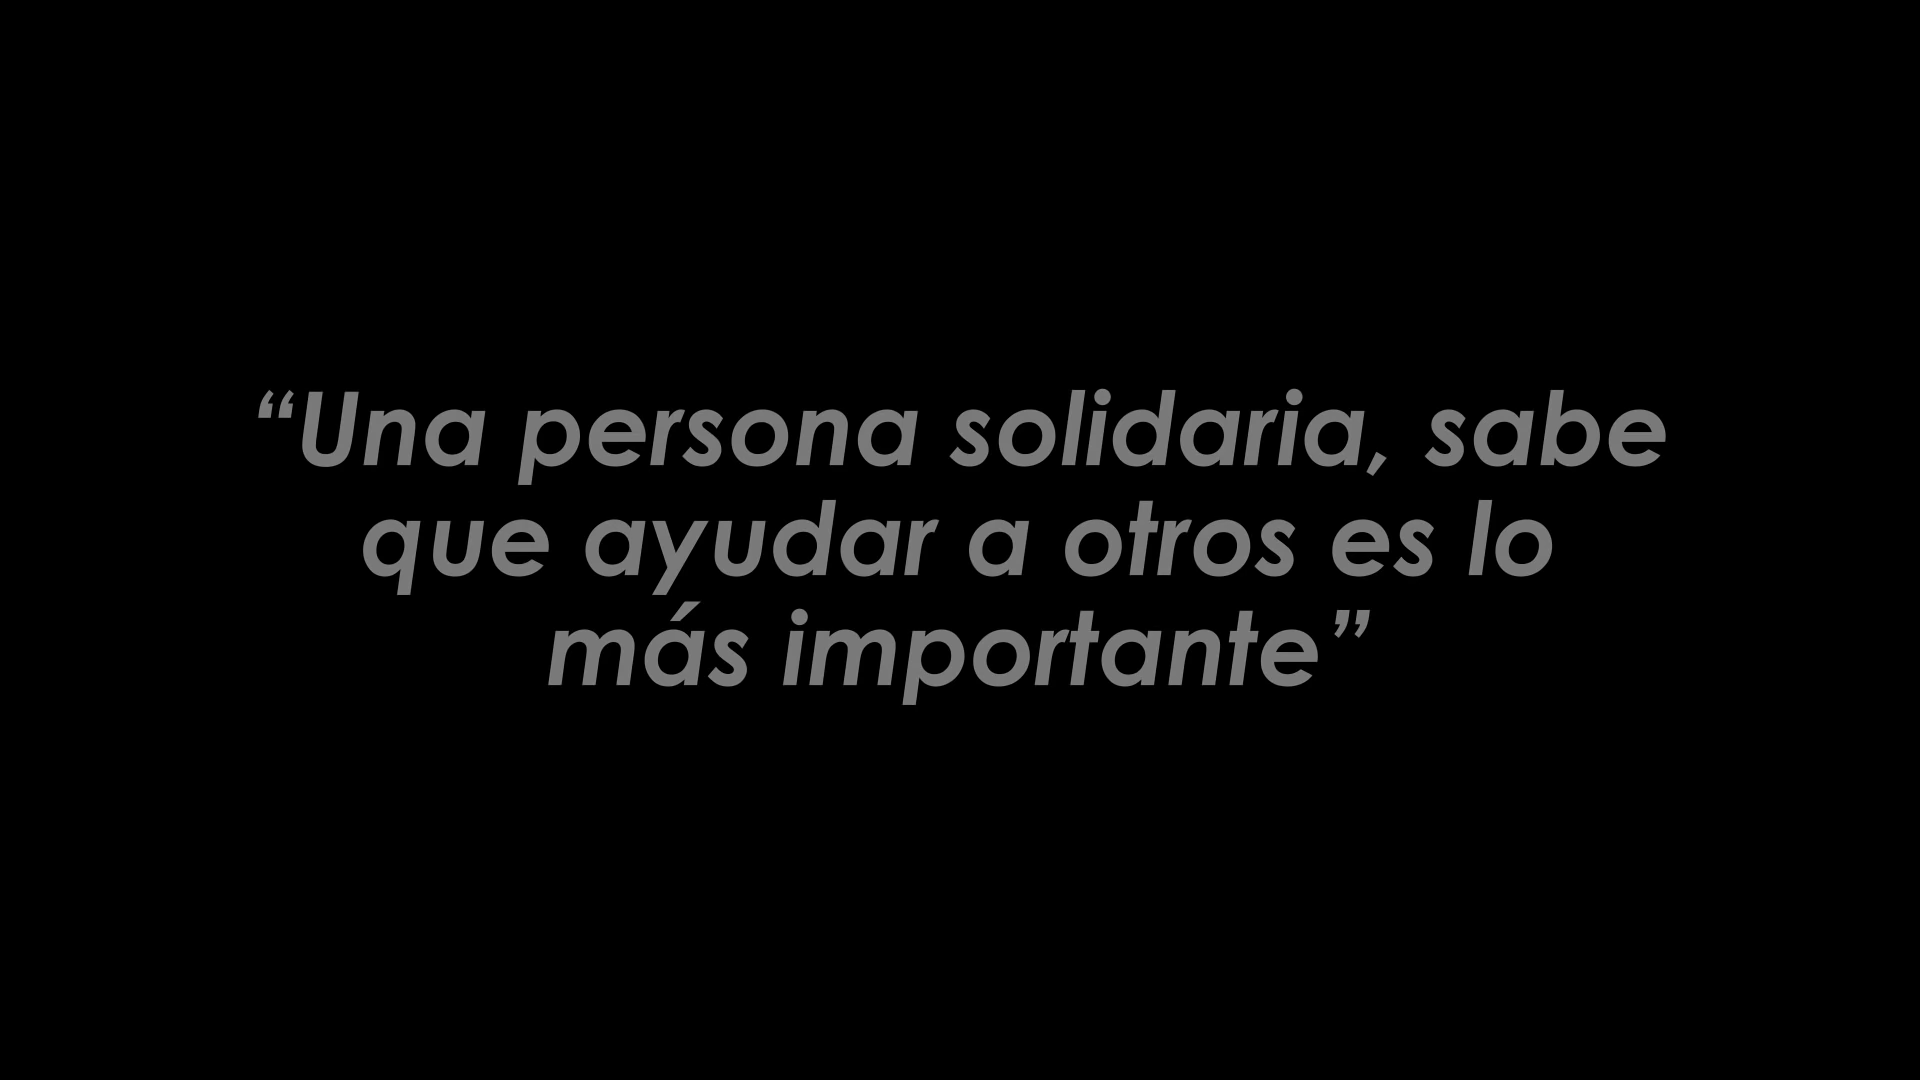 “Una persona solidaria, sabe
que ayudar a otros es lo
más importante”